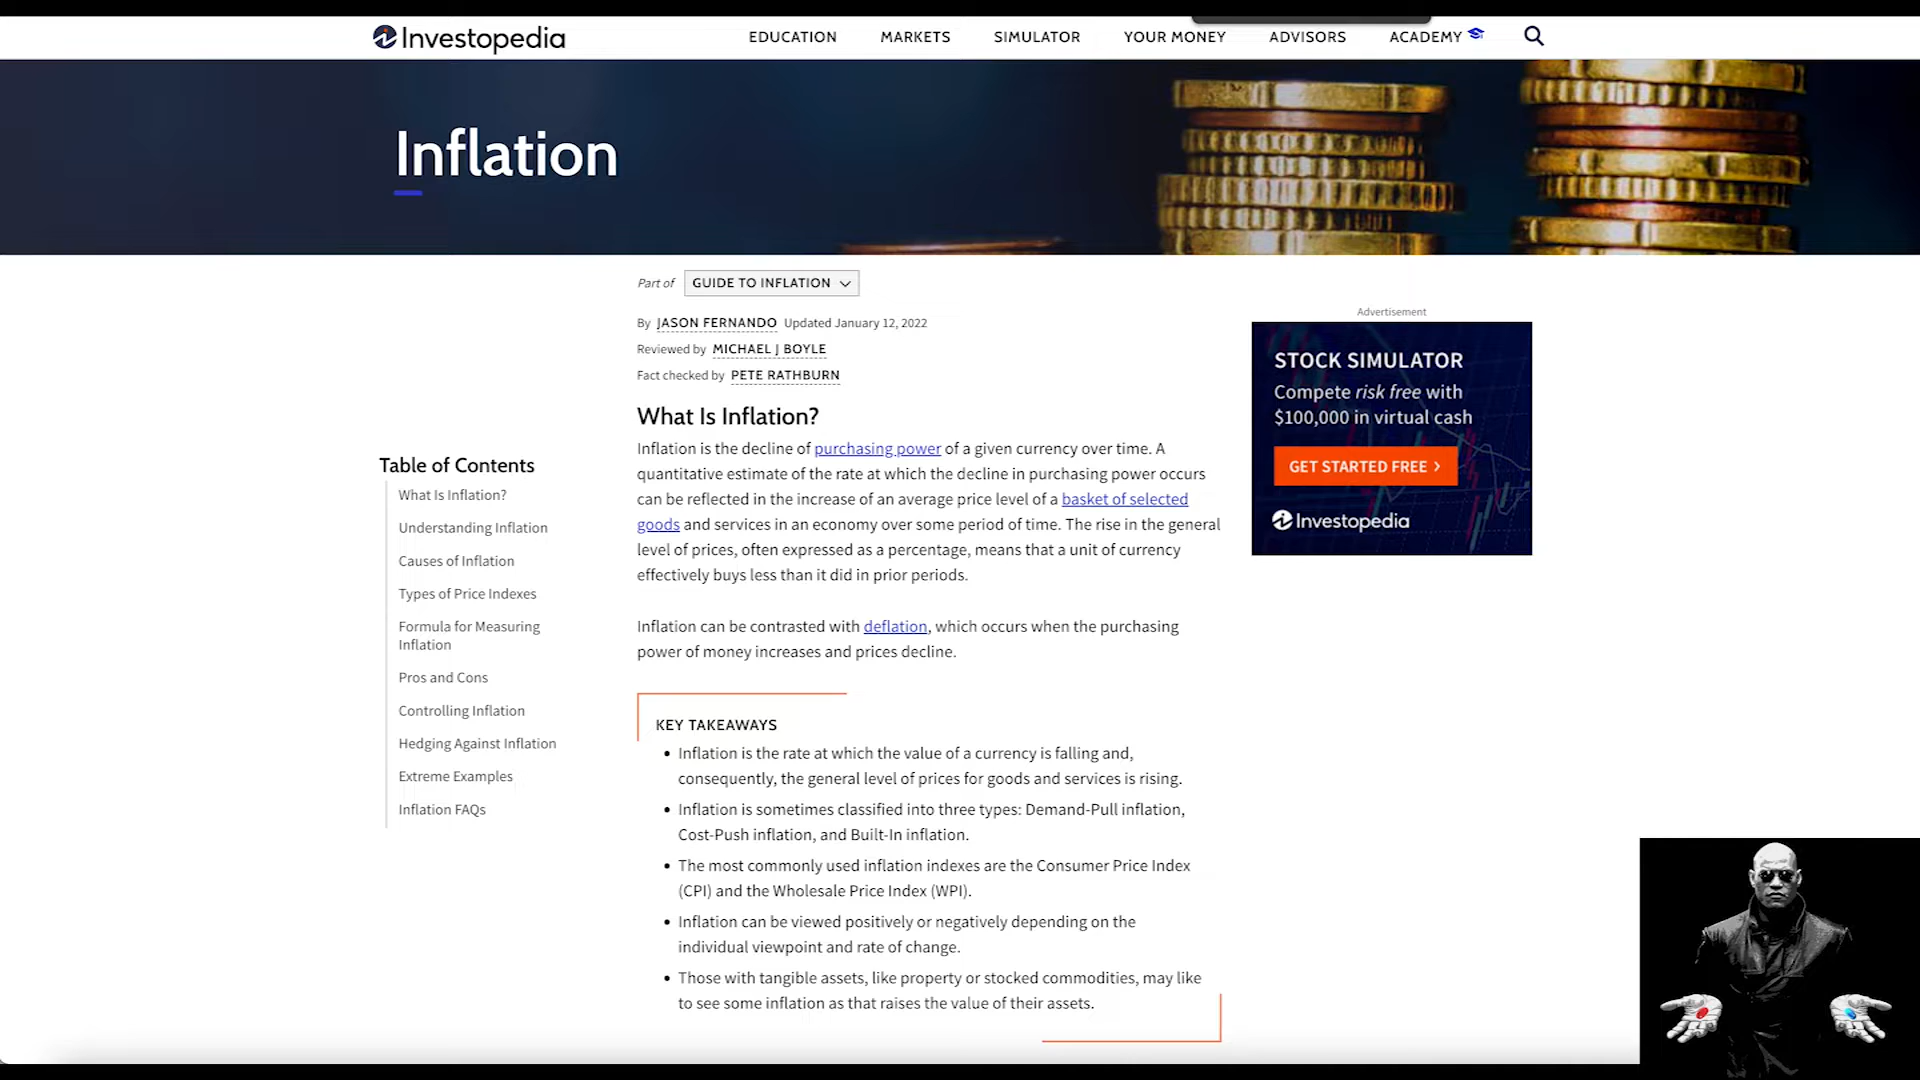 Investopedia
EDUCATION MARKETS SIMULATOR YOUR MONEY ADVISORS ACADEMY
Inflation
Part of GUIDE TO INFLATION
By JASON FERNANDO Updated January 12, 2022
Reviewed by MICHAEL J BOYLE
Fact checked by PETE RATHBURN
What Is Inflation?
Inflation is the decline of purchasing power of a given currency over time. A
quantitative estimate of the rate at which the decline in purchasing power occurs
can be reflected in the increase of an average price level of a basket of selected
goods and services in an economy over some period of time. The rise in the general
level of prices, often expressed as a percentage, means that a unit of currency
effectively buys less than it did in prior periods.
Inflation can be contrasted with deflation, which occurs when the purchasing
power of money increases and prices decline.
KEY TAKEAWAYS
• Inflation is the rate at which the value of a currency is falling and,
consequently, the general level of prices for goods and services is rising.
• Inflation is sometimes classified into three types: Demand-Pull inflation,
Cost-Push inflation, and Built-In inflation.
• The most commonly used inflation indexes are the Consumer Price Index
(CPI) and the Wholesale Price Index (WPI).
• Inflation can be viewed positively or negatively depending on the
individual viewpoint and rate of change.
• Those with tangible assets, like property or stocked commodities, may like
to see some inflation as that raises the value of their assets.
Table of Contents
What Is Inflation?
Understanding Inflation
Causes of Inflation
Types of Price Indexes
Formula for Measuring
Inflation
Pros and Cons
Controlling Inflation
Hedging Against Inflation
Extreme Examples
Inflation FAQs
Advertisement
STOCK SIMULATOR
Compete risk free with
$100,000 in virtual cash
GET STARTED FREE >
Investopedia